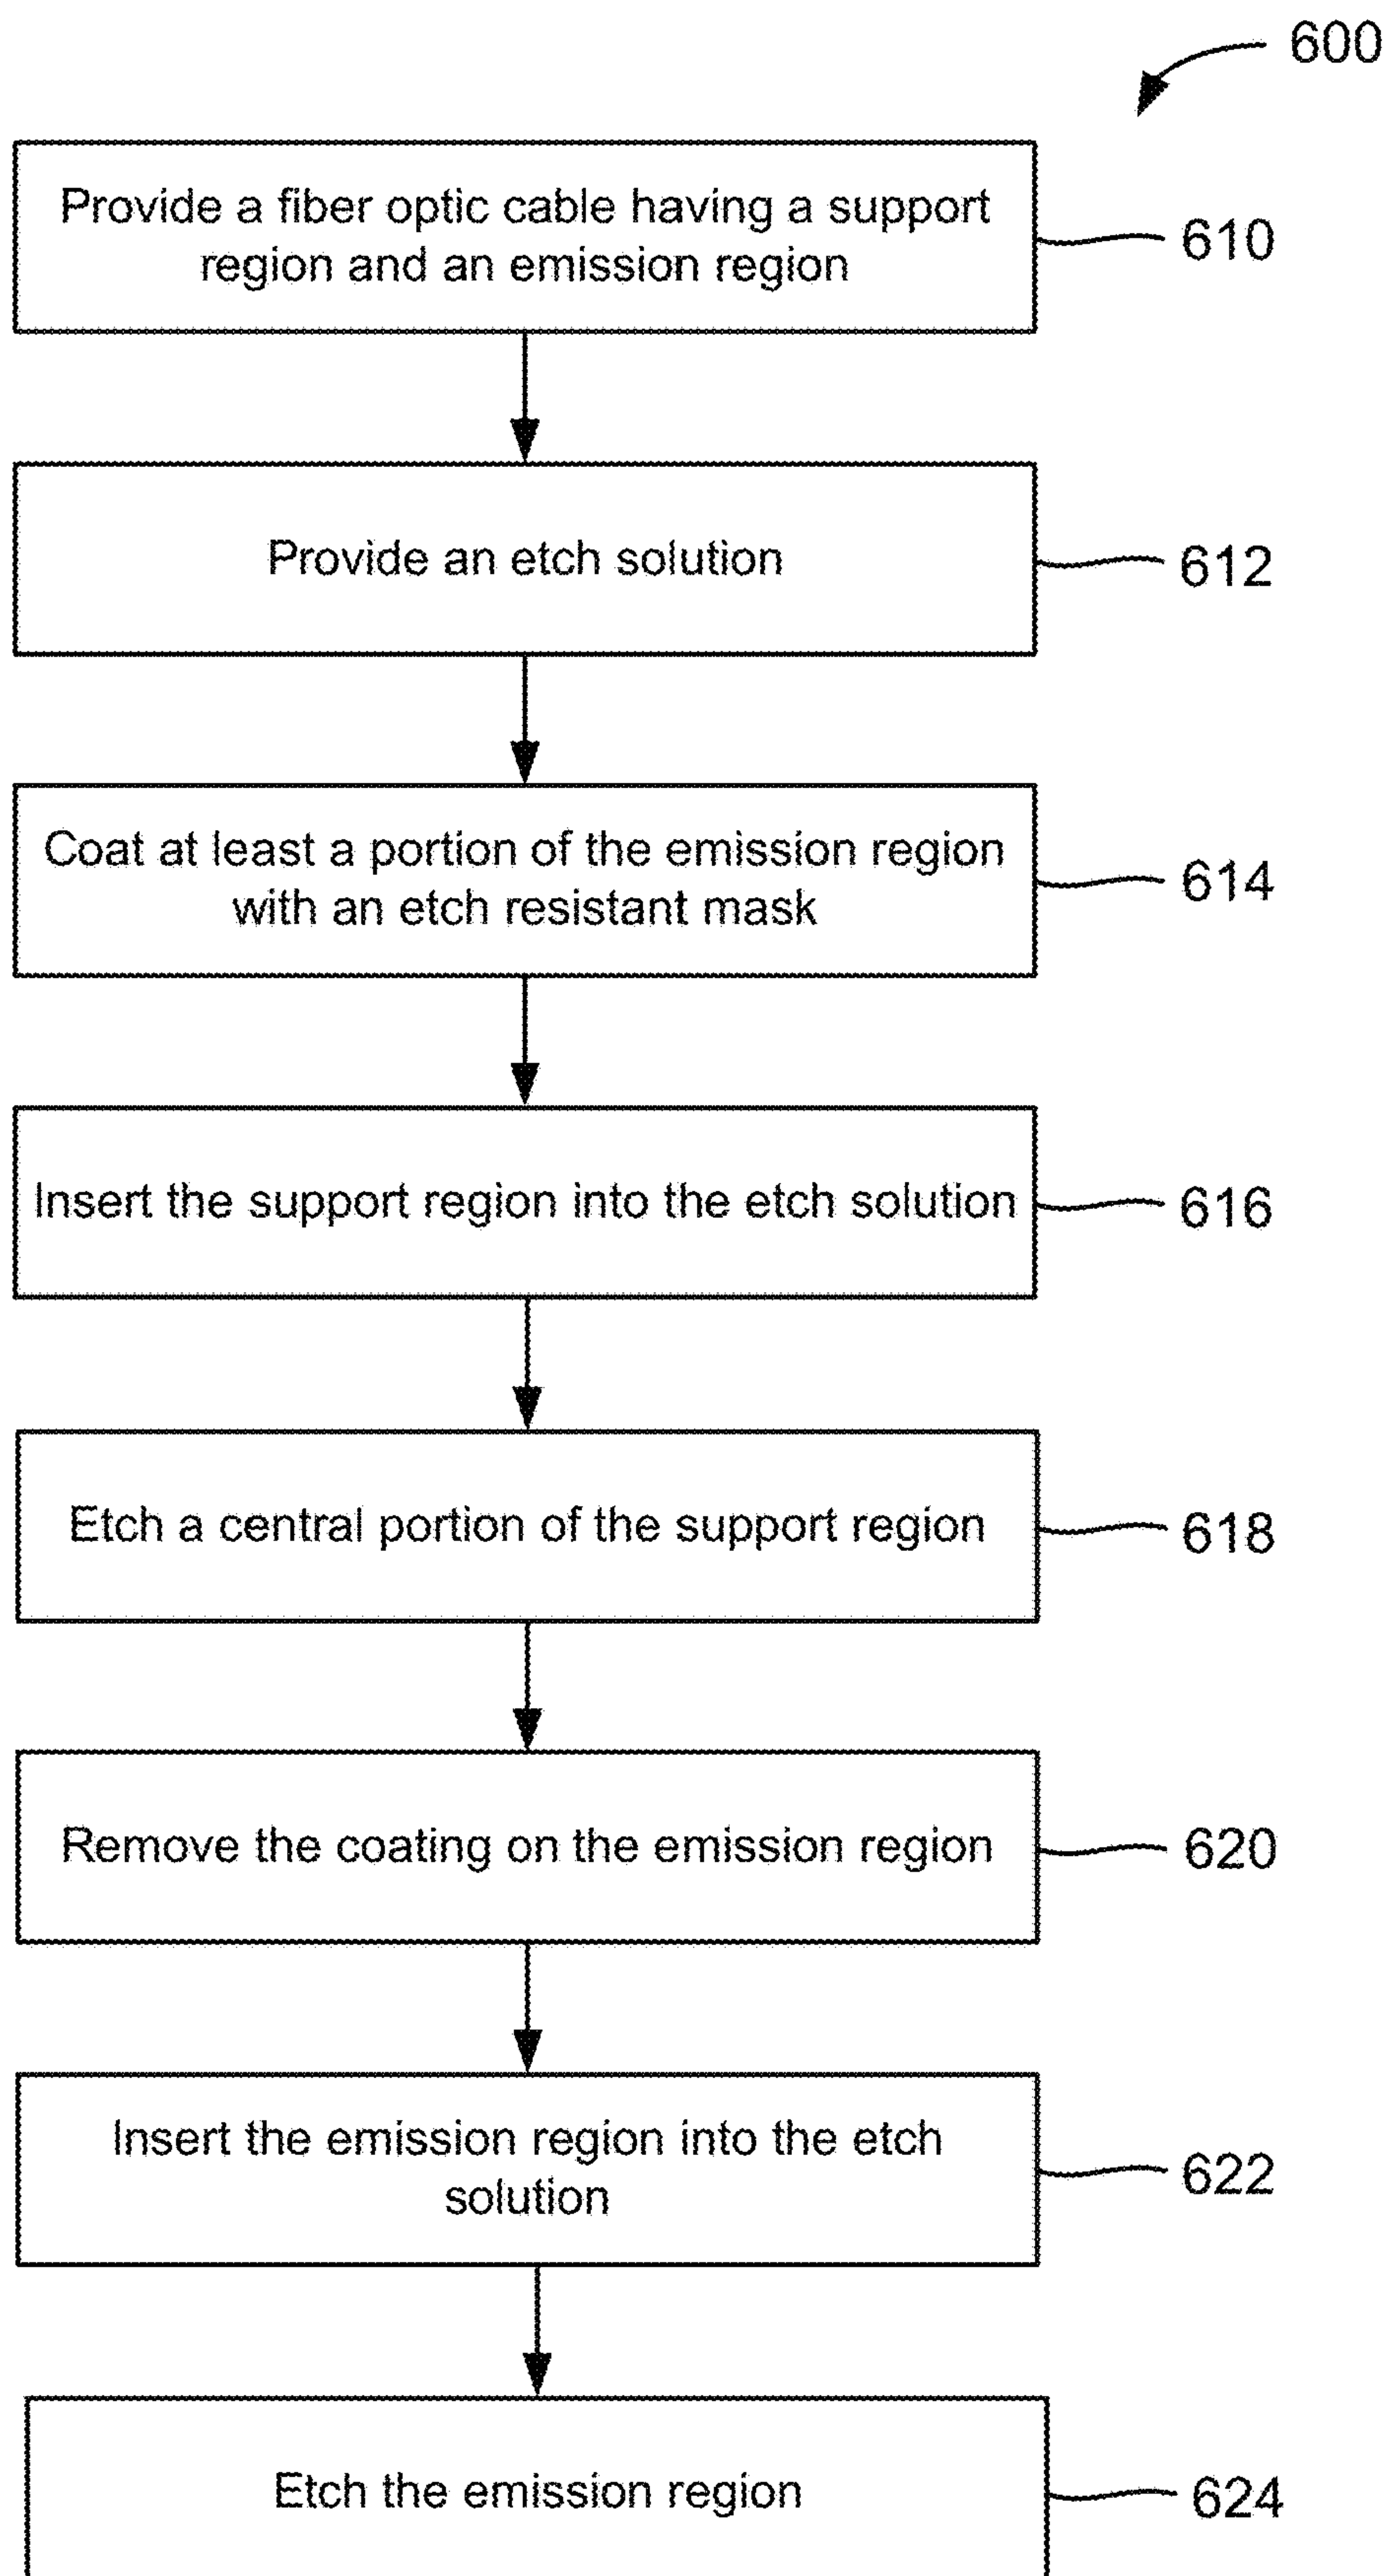 600
Provide a fiber optic cable having a support
region and an emission region
610
Provide an etch solution
612
Coat at least a portion of the emission region
with an etch resistant mask
614
Insert the support region into the etch solution
616
Etch a central portion of the support region
618
Remove the coating on the emission region
620
Insert the emission region into the etch
solution
622
Etch the emission region
624